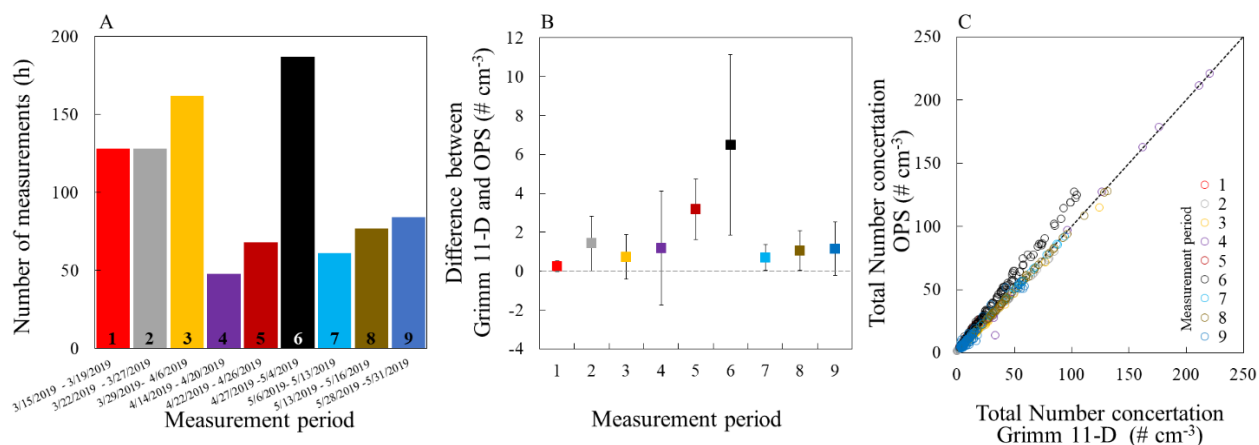 A
Number of measurements (h)
200
150
100
50
0
1
2
3
4
5
6
7
8
9
3/15/2019 - 3/19/2019
3/22/2019 - 3/27/2019
3/29/2019- 4/6/2019
4/14/2019 - 4/20/2019
4/22/2019 - 4/26/2019
4/27/2019 -5/4/2019
5/6/2019- 5/13/2019
5/13/2019 - 5/16/2019
5/28/2019 -5/31/2019
Measurement period
B
Difference between
Grimm 11-D and OPS (# cm-3)
12
10
8
6
4
2
0
-2
-4
1 2 3 4 5 6 7 8 9
Measurement period
C
Total Number concertation
OPS (# cm-3)
250
200
150
100
50
0
Measurement period
1
2
3
4
5
6
7
8
9
0 50 100 150 200 250
Total Number concertation
Grimm 11-D (# cm-3)